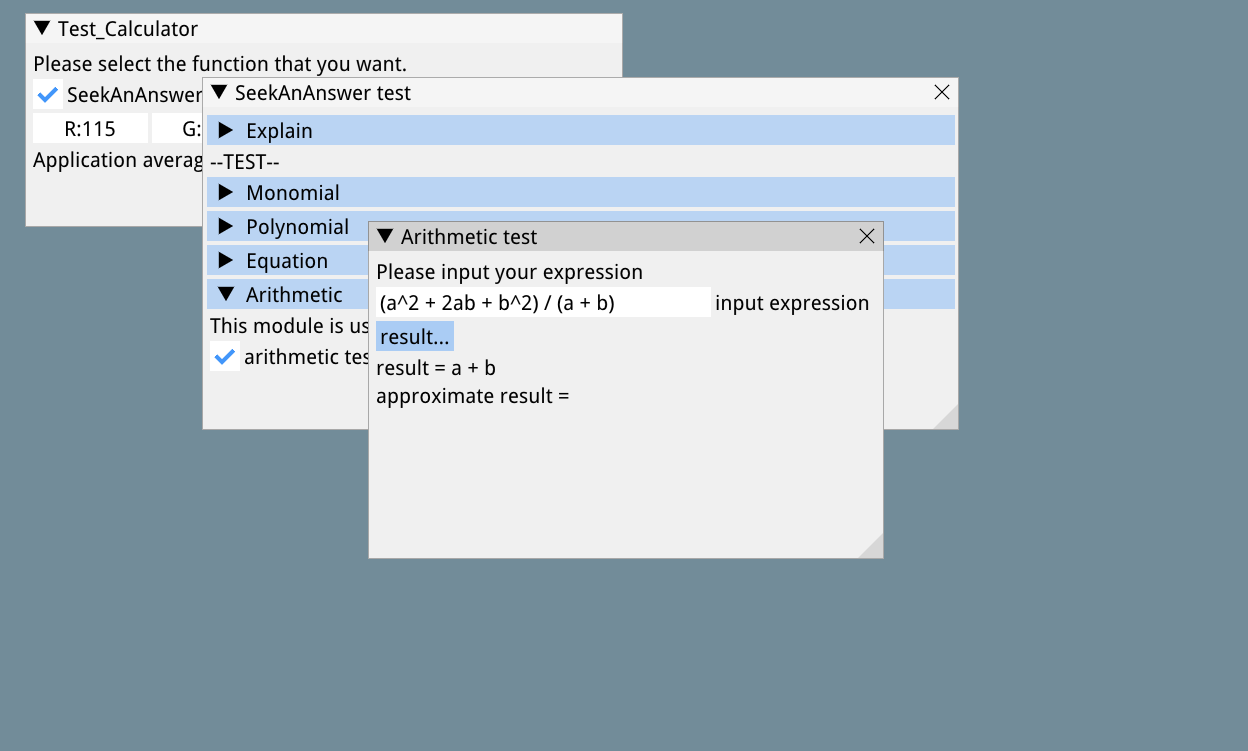 Test_Calculator
Please select the function that you want.
SeekAnAnswer
R:115 G:
Application averag
SeekAnAnswer test
Explain
--TEST--
Monomial
Polynomial
Equation
Arithmetic
This module is us
arithmetic tes
Arithmetic test
Please input your expression
(a^2 + 2ab + b^2) / (a + b) input expression
result...
result = a + b
approximate result =